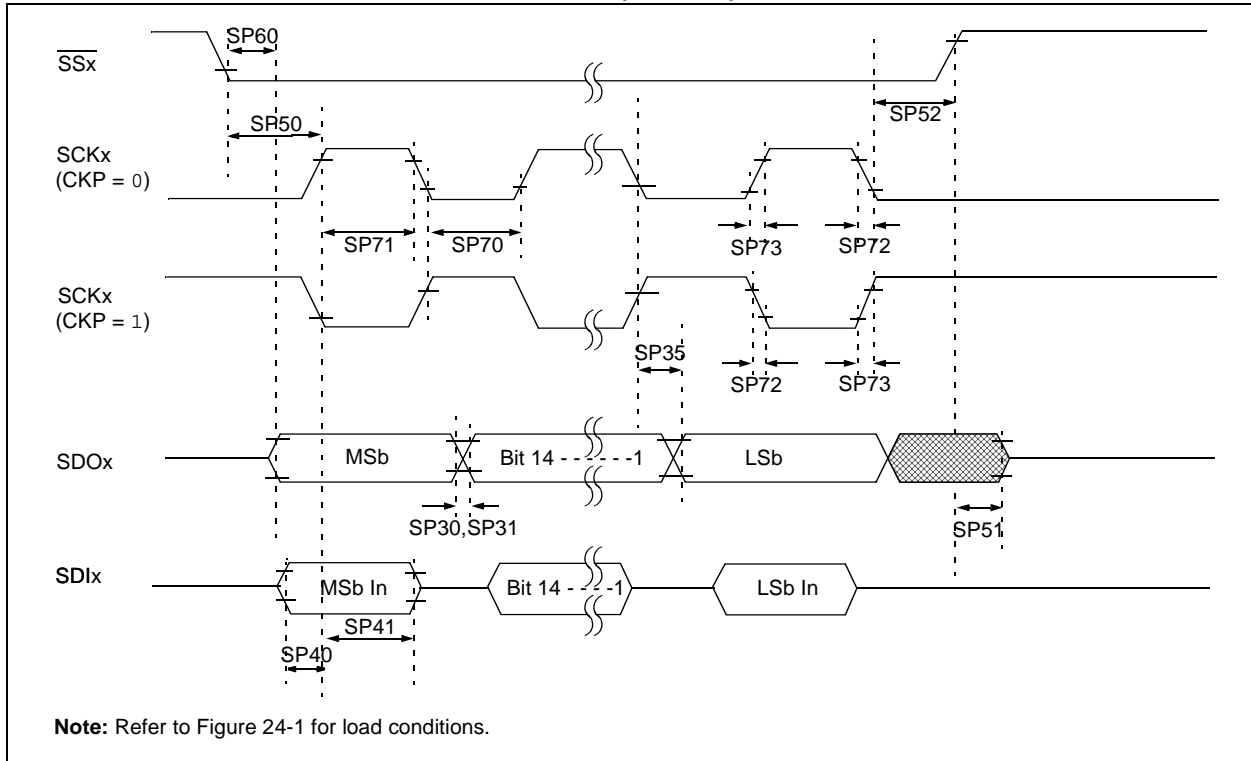 SP60
SSx
SP52
SP50
SCKx
(CKP = 0)
SP71
SP70
SP73
SP72
SCKx
(CKP = 1)
SP35
SP72
SP73
SDOx
MSb
Bit 14 - - - - - -1
LSb
SP30,SP31
SP51
SDIx
MSb In
Bit 14 - - - -1
LSb In
SP41
SP40
Note: Refer to Figure 24-1 for load conditions.